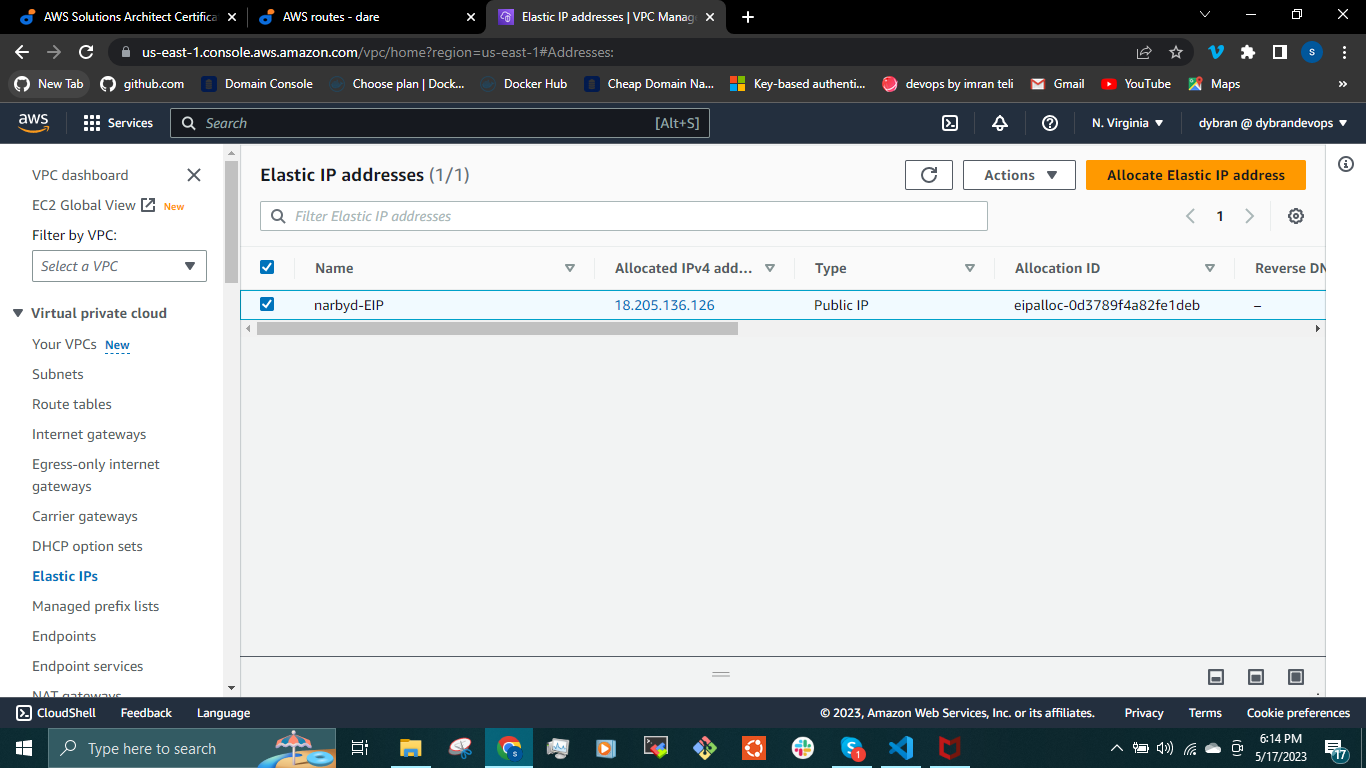 AWS Solutions Architect Certifica
AWS routes - dare
Elastic IP addresses | VPC Manag
us-east-1.console.aws.amazon.com/vpc/home?region=us-east-1#Addresses:
S
New Tab
github.com
Domain Console
Choose plan | Dock...
Docker Hub
Cheap Domain Na...
Key-based authenti...
devops by imran teli
Gmail
YouTube
Maps
»
aws
Services
Search
[Alt+S]
N. Virginia
dybran @ dybrandevops
VPC dashboard
EC2 Global View
New
Filter by VPC:
Select a VPC
Virtual private cloud
Your VPCs
New
Subnets
Route tables
Internet gateways
Egress-only internet
gateways
Carrier gateways
DHCP option sets
Elastic IPs
Managed prefix lists
Endpoints
Endpoint services
NAT gateways
Elastic IP addresses (1/1)
Actions
Allocate Elastic IP address
Filter Elastic IP addresses
1
Name
Allocated IPv4 add...
Type
Allocation ID
Reverse DN
narbyd-EIP
18.205.136.126
Public IP
eipalloc-0d3789f4a82fe1deb
–
CloudShell
Feedback
Language
© 2023, Amazon Web Services, Inc. or its affiliates.
Privacy
Terms
Cookie preferences
Type here to search
1
6:14 PM
5/17/2023
17